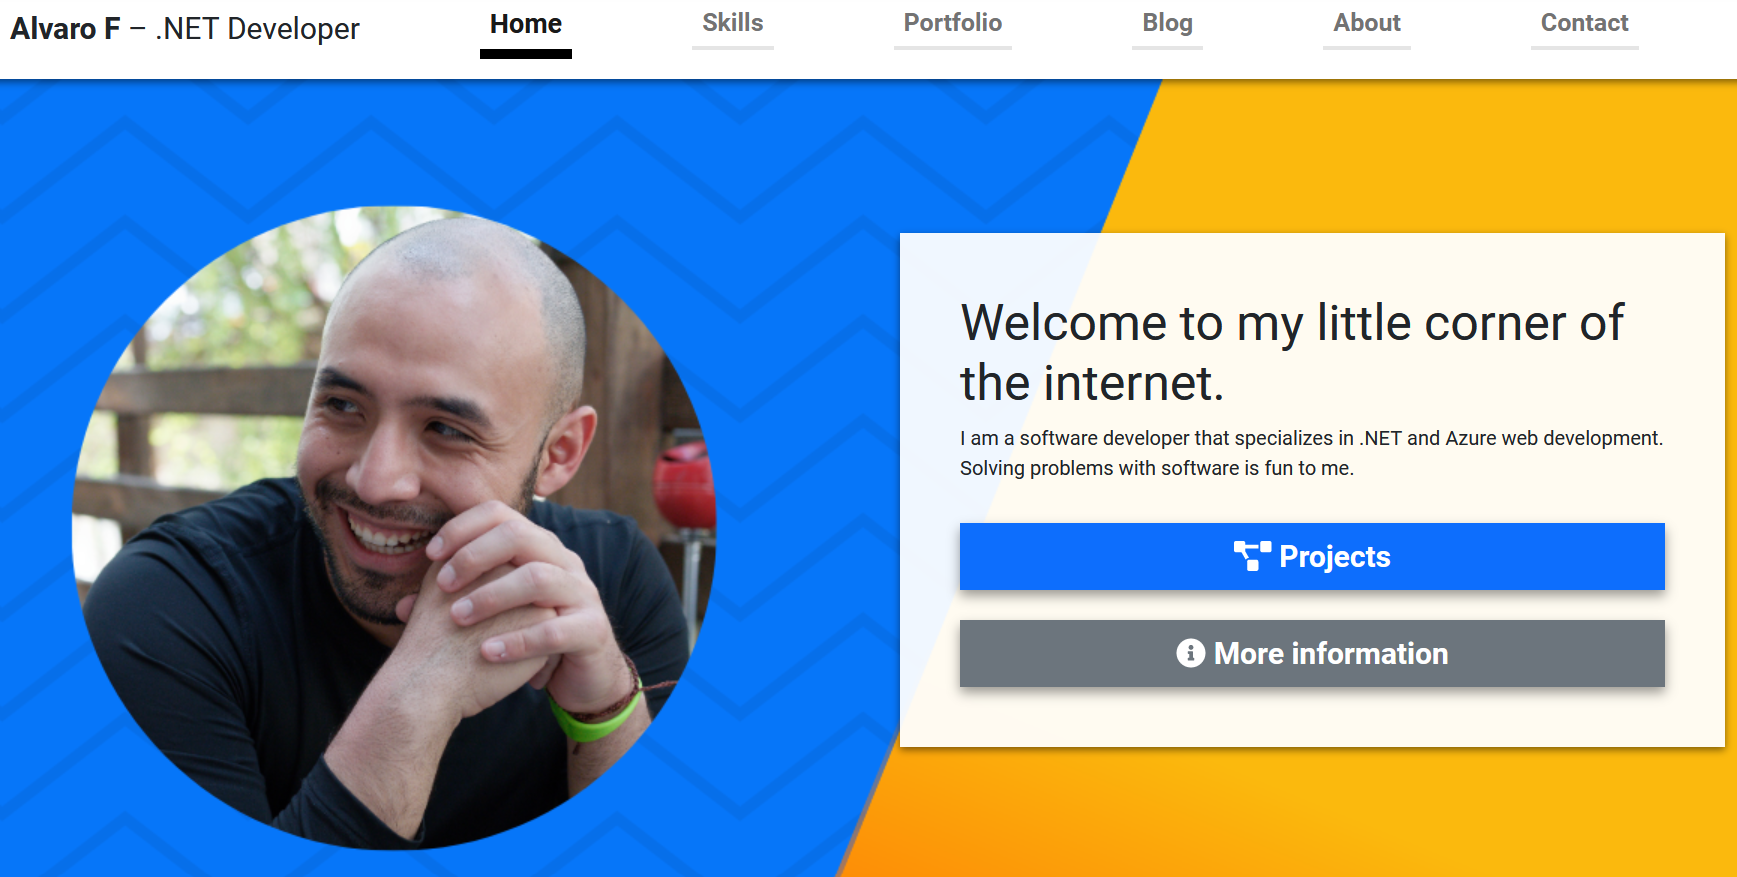 Alvaro F – .NET Developer
Home
Skills
Portfolio
Blog
About
Contact
Welcome to my little corner of
the internet.
I am a software developer that specializes in .NET and Azure web development.
Solving problems with software is fun to me.
Projects
More information